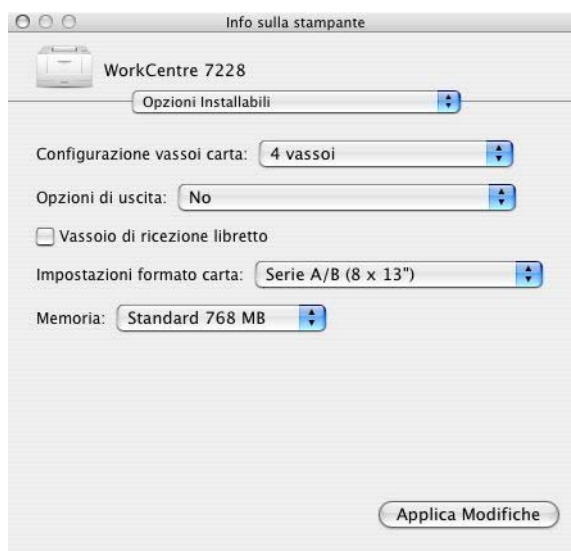 Info sulla stampante
WorkCentre 7228
Opzioni Installabili
Configurazione vassoi carta: 4 vassoi
Opzioni di uscita: No
Vassoio di ricezione libretto
Impostazioni formato carta: Serie A/B (8 x 13")
Memoria: Standard 768 MB
Applica Modifiche